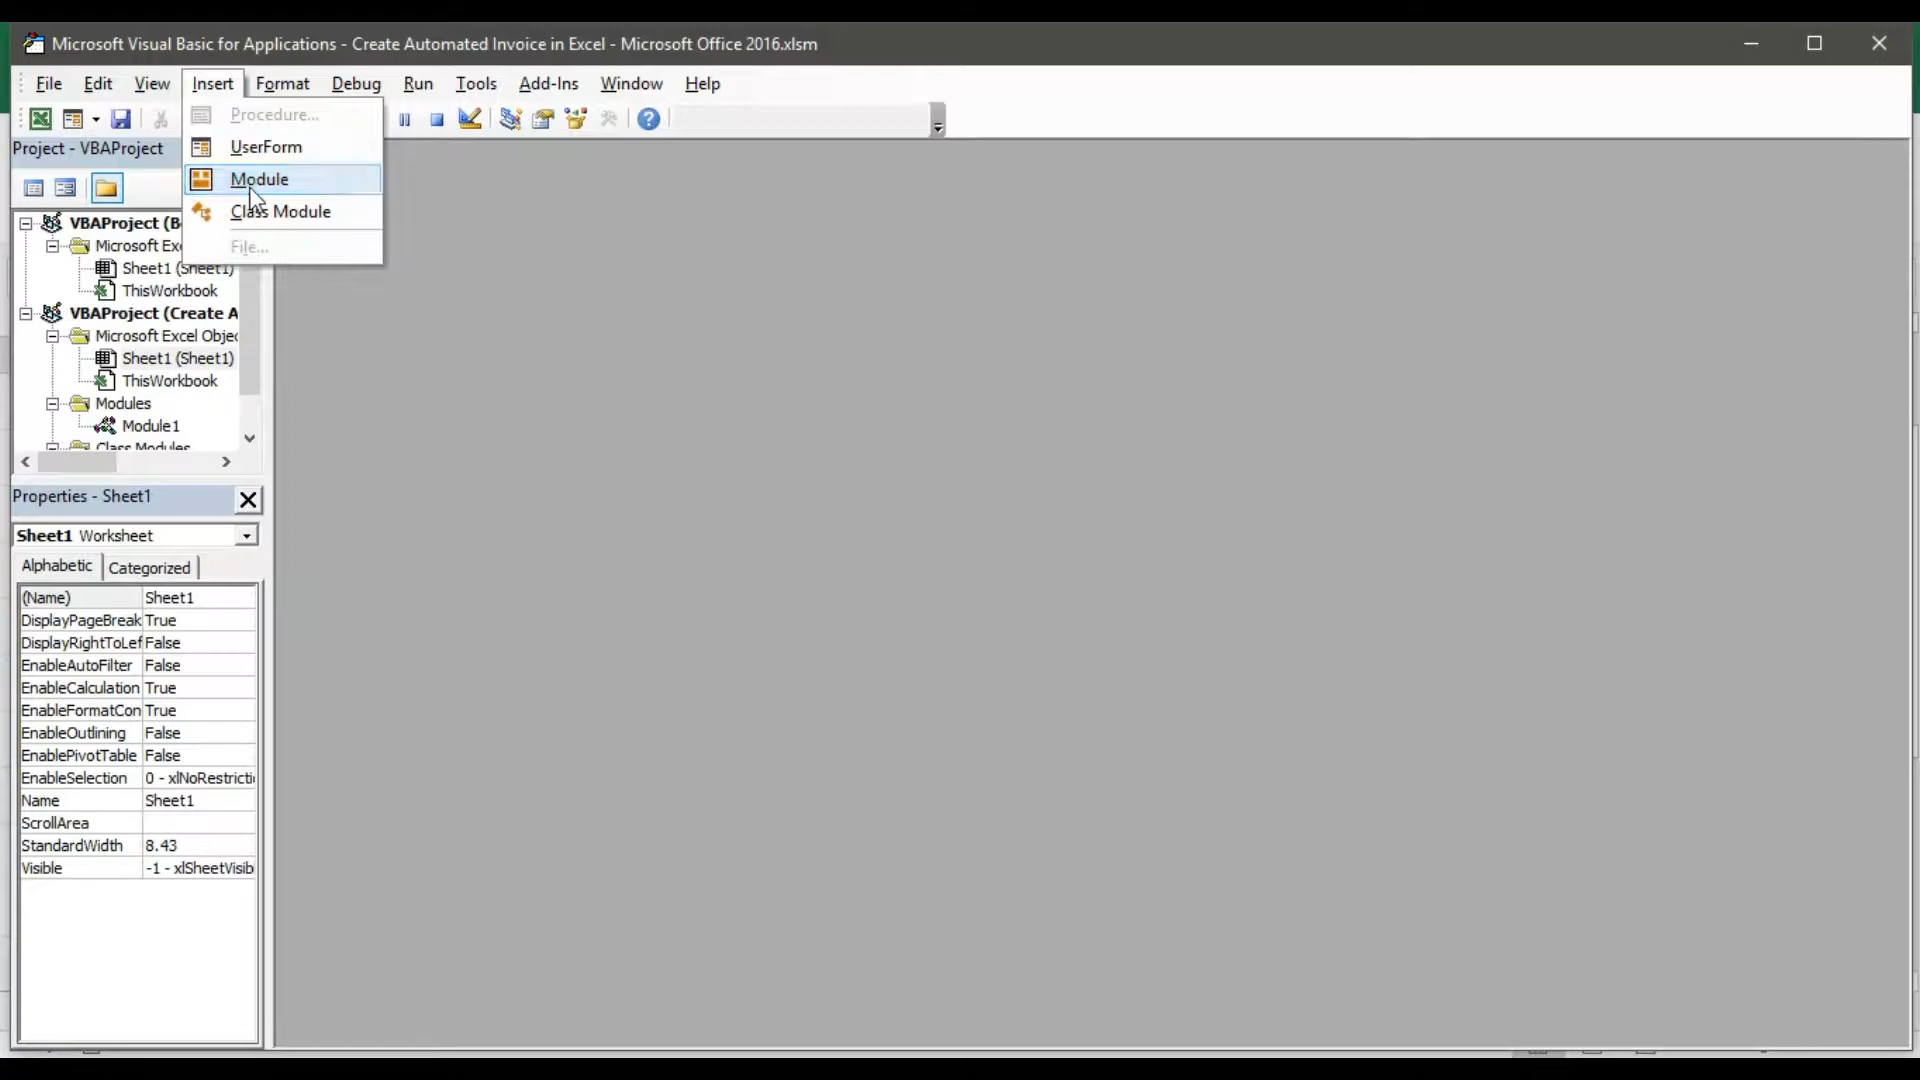 Microsoft Visual Basic for Applications - Create Automated Invoice in Excel - Microsoft Office 2016.xlsm
File Edit View Insert Format Debug Run Tools Add-Ins Window Help
Procedure...
UserForm
Module
Class Module
File...
Project - VBAProject
VBAProject (B
Microsoft Ex
Sheet1 (Sheet1)
ThisWorkbook
VBAProject (Create A
Microsoft Excel Objec
Sheet1 (Sheet1)
ThisWorkbook
Modules
Module1
Class Modules
Properties - Sheet1
Sheet1 Worksheet
Alphabetic Categorized
(Name) Sheet1
DisplayPageBreak True
DisplayRightToLef False
EnableAutoFilter False
EnableCalculation True
EnableFormatCon True
EnableOutlining False
EnablePivotTable False
EnableSelection 0 - xlNoRestricti
Name Sheet1
ScrollArea
StandardWidth 8.43
Visible -1 - xlSheetVisib